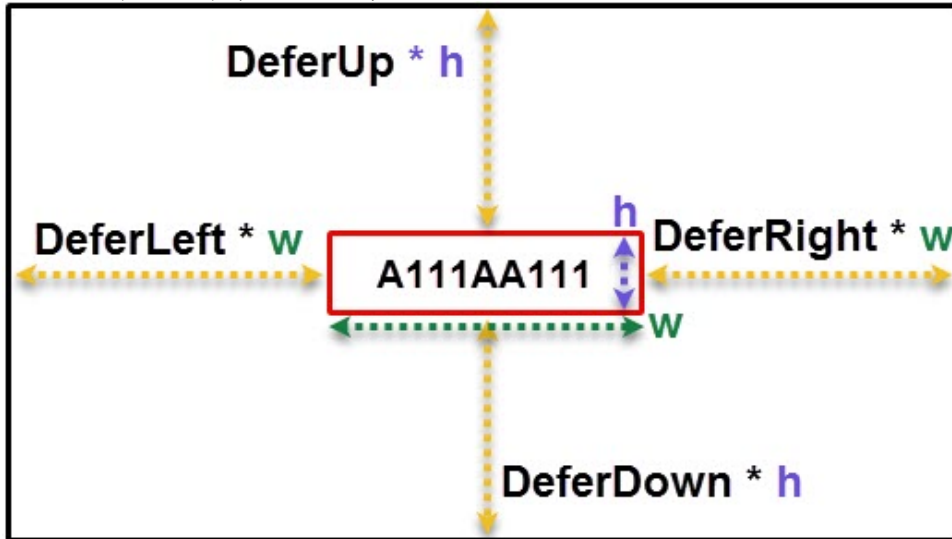 DeferUp * h
h
DeferLeft * w
DeferRight * w
A111AA111
w
DeferDown * h